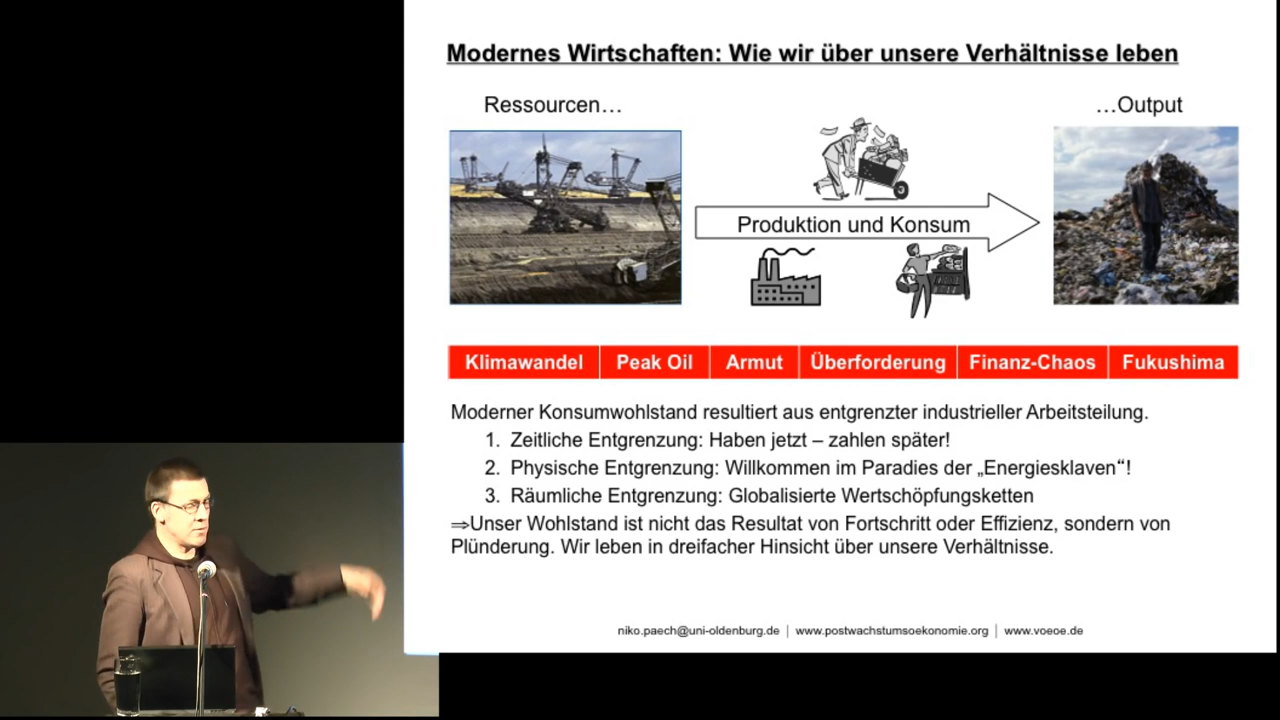 Modernes Wirtschaften: Wie wir über unsere Verhältnisse leben
Ressourcen…
…Output
Produktion und Konsum
Klimawandel
Peak Oil
Armut
Überforderung
Finanz-Chaos
Fukushima
Moderner Konsumwohlstand resultiert aus entgrenzter industrieller Arbeitsteilung.
1. Zeitliche Entgrenzung: Haben jetzt – zahlen später!
2. Physische Entgrenzung: Willkommen im Paradies der „Energiesklaven“!
3. Räumliche Entgrenzung: Globalisierte Wertschöpfungsketten
⇒Unser Wohlstand ist nicht das Resultat von Fortschritt oder Effizienz, sondern von
Plünderung. Wir leben in dreifacher Hinsicht über unsere Verhältnisse.
niko.paech@uni-oldenburg.de │ www.postwachstumsoekonomie.org │ www.voeoe.de